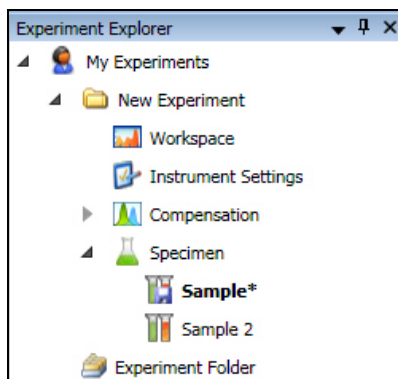 Experiment Explorer
My Experiments
New Experiment
Workspace
Instrument Settings
Compensation
Specimen
Sample*
Sample 2
Experiment Folder